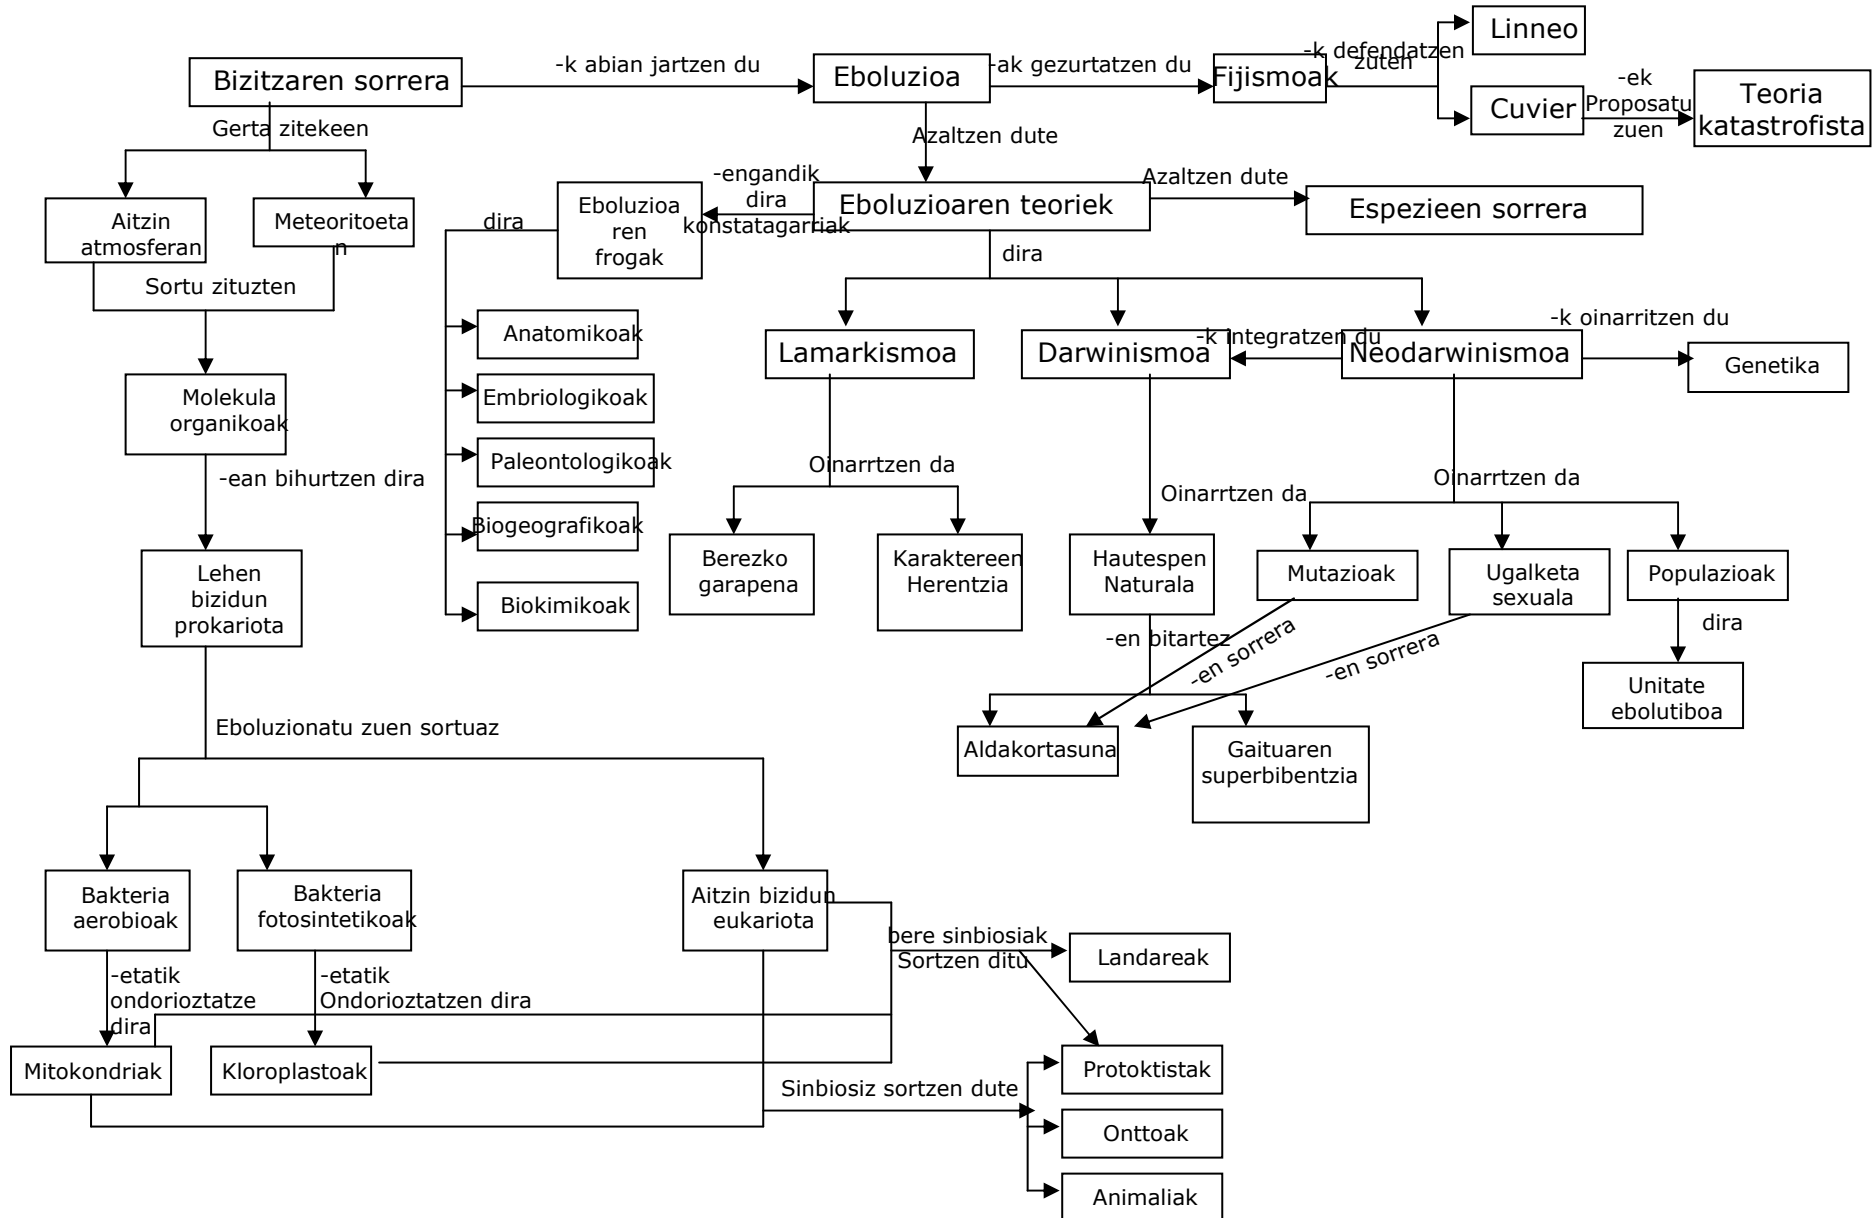 Linneo
-k defendatzen
zuten
Bizitzaren sorrera
-k abian jartzen du
Eboluzioa
-ak gezurtatzen du
Fijismoak
Cuvier
-ek
Proposatu
zuen
Teoria
katastrofista
Gerta zitekeen
Azaltzen dute
Aitzin
atmosferan
Meteoritoeta
n
dira
Eboluzioa
ren
frogak
-engandik
dira
konstatagarriak
Eboluzioaren teoriek
Azaltzen dute
Espezieen sorrera
Sortu zituzten
dira
Anatomikoak
Embriologikoak
Paleontologikoak
Biogeografikoak
Biokimikoak
Lamarkismoa
Darwinismoa
-k integratzen du
Neodarwinismoa
-k oinarritzen du
Genetika
Molekula
organikoak
-ean bihurtzen dira
Oinarrtzen da
Oinarrtzen da
Oinarrtzen da
Lehen
bizidun
prokariota
Berezko
garapena
Karaktereen
Herentzia
Hautespen
Naturala
Mutazioak
Ugalketa
sexuala
Populazioak
-en bitartez
-en sorrera
-en sorrera
dira
Unitate
ebolutiboa
Aldakortasuna
Gaituaren
superbibentzia
Eboluzionatu zuen sortuaz
Bakteria
aerobioak
Bakteria
fotosintetikoak
Aitzin bizidun
eukariota
bere sinbiosiak
Sortzen ditu
Landareak
-etatik
ondorioztatze
dira
-etatik
Ondorioztatzen dira
Mitokondriak
Kloroplastoak
Sinbiosiz sortzen dute
Protoktistak
Onttoak
Animaliak